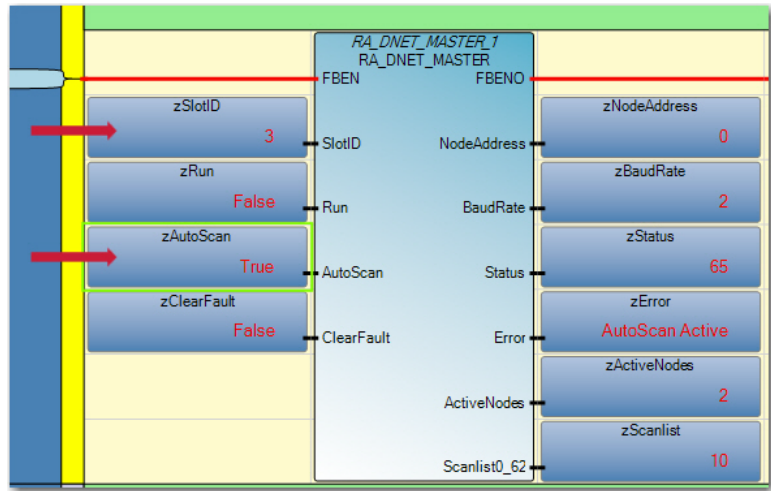 RA_DNET_MASTER_1
RA_DNET_MASTER
FBEN FBENO
zSlotID
3
SlotID
zNodeAddress
0
NodeAddress
zRun
False
Run
zBaudRate
2
BaudRate
zAutoScan
True
AutoScan
zStatus
65
Status
zClearFault
False
ClearFault
zError
AutoScan Active
Error
zActiveNodes
2
ActiveNodes
zScanlist
10
Scanlist0_62